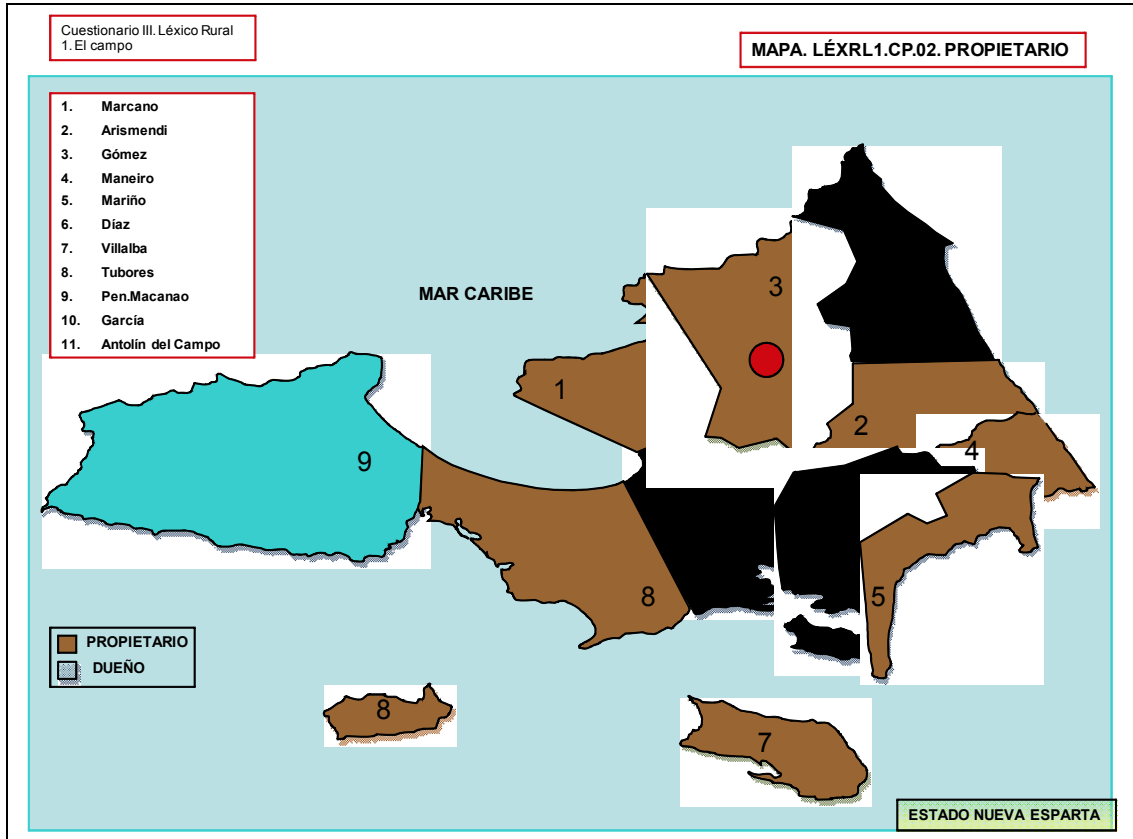 Cuestionario III. Léxico Rural
1. El campo
MAPA. LÉXRL1.CP.02. PROPIETARIO
1. Marcano
2. Arismendi
3. Gómez
4. Maneiro
5. Mariño
6. Díaz
7. Villalba
8. Tubores
9. Pen.Macanao
10. García
11. Antolín del Campo
MAR CARIBE
3
1
2
4
9
8
5
8
7
PROPIETARIO
DUEÑO
ESTADO NUEVA ESPARTA